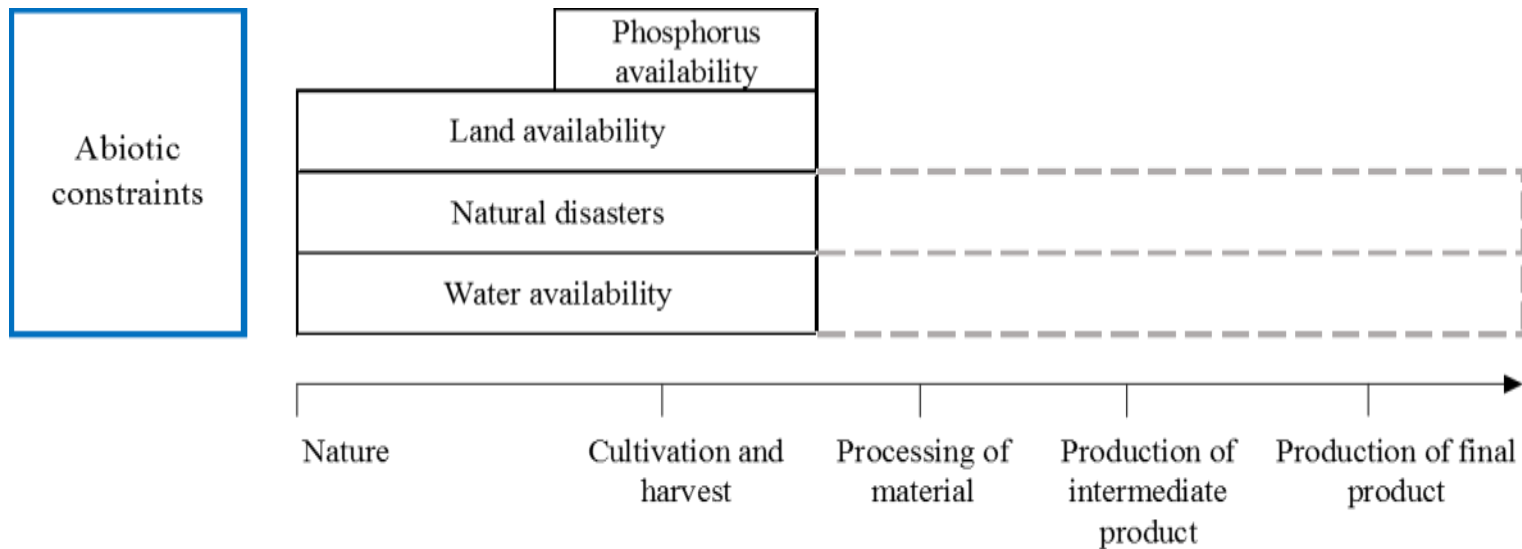 Abiotic
constraints
Phosphorus
availability
Land availability
Natural disasters
Water availability
Nature
Cultivation and
harvest
Processing of
material
Production of
intermediate
product
Production of final
product